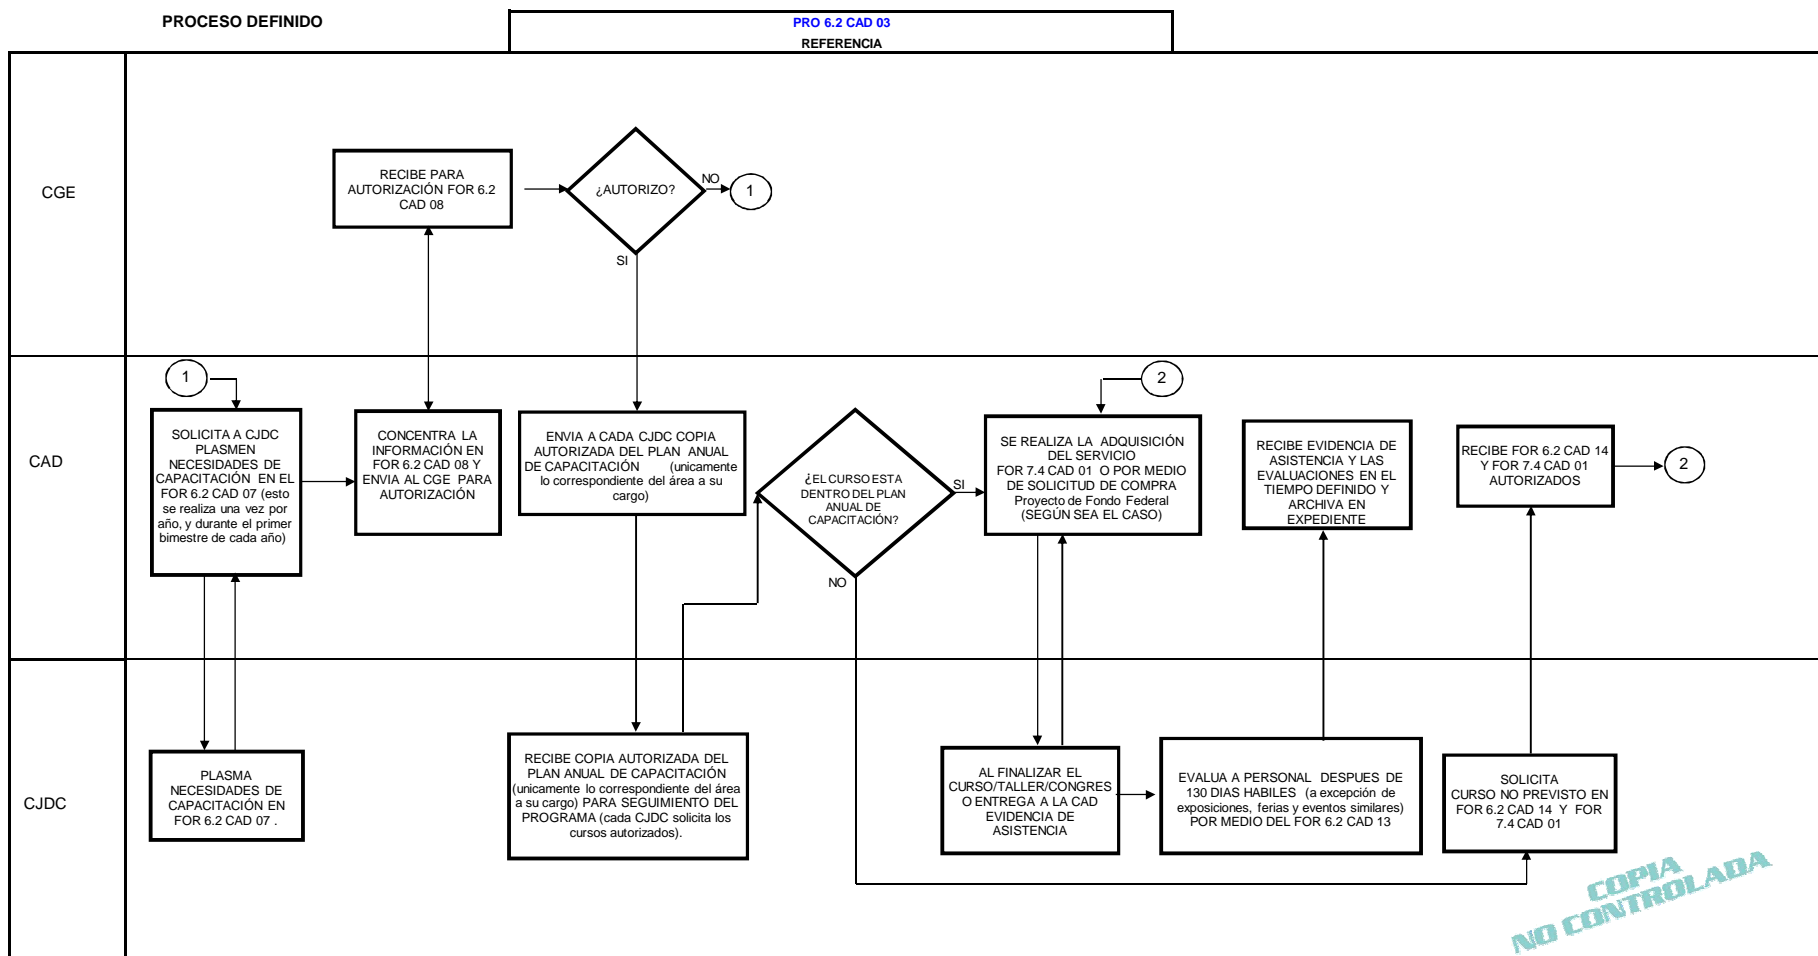 PROCESO DEFINIDO
PRO 6.2 CAD 03
REFERENCIA
CGE
RECIBE PARA
AUTORIZACIÓN FOR 6.2
CAD 08
¿AUTORIZO?
NO
1
SI
CAD
1
SOLICITA A CJDC
PLASMEN
NECESIDADES DE
CAPACITACIÓN EN EL
FOR 6.2 CAD 07 (esto
se realiza una vez por
año, y durante el primer
bimestre de cada año)
CONCENTRA LA
INFORMACIÓN EN
FOR 6.2 CAD 08 Y
ENVIA AL CGE PARA
AUTORIZACIÓN
ENVIA A CADA CJDC COPIA
AUTORIZADA DEL PLAN ANUAL
DE CAPACITACIÓN (unicamente
lo correspondiente del área a su
cargo)
¿EL CURSO ESTA
DENTRO DEL PLAN
ANUAL DE
CAPACITACIÓN?
SI
NO
2
SE REALIZA LA ADQUISICIÓN
DEL SERVICIO
FOR 7.4 CAD 01 O POR MEDIO
DE SOLICITUD DE COMPRA
Proyecto de Fondo Federal
(SEGÚN SEA EL CASO)
RECIBE EVIDENCIA DE
ASISTENCIA Y LAS
EVALUACIONES EN EL
TIEMPO DEFINIDO Y
ARCHIVA EN
EXPEDIENTE
RECIBE FOR 6.2 CAD 14
Y FOR 7.4 CAD 01
AUTORIZADOS
2
CJDC
PLASMA
NECESIDADES DE
CAPACITACIÓN EN
FOR 6.2 CAD 07 .
RECIBE COPIA AUTORIZADA DEL
PLAN ANUAL DE CAPACITACIÓN
(unicamente lo correspondiente del área
a su cargo) PARA SEGUIMIENTO DEL
PROGRAMA (cada CJDC solicita los
cursos autorizados).
AL FINALIZAR EL
CURSO/TALLER/CONGRES
O ENTREGA A LA CAD
EVIDENCIA DE
ASISTENCIA
EVALUA A PERSONAL DESPUES DE
130 DIAS HABILES (a excepción de
exposiciones, ferias y eventos similares)
POR MEDIO DEL FOR 6.2 CAD 13
SOLICITA
CURSO NO PREVISTO EN
FOR 6.2 CAD 14 Y FOR
7.4 CAD 01
COPIA
NO CONTROLADA